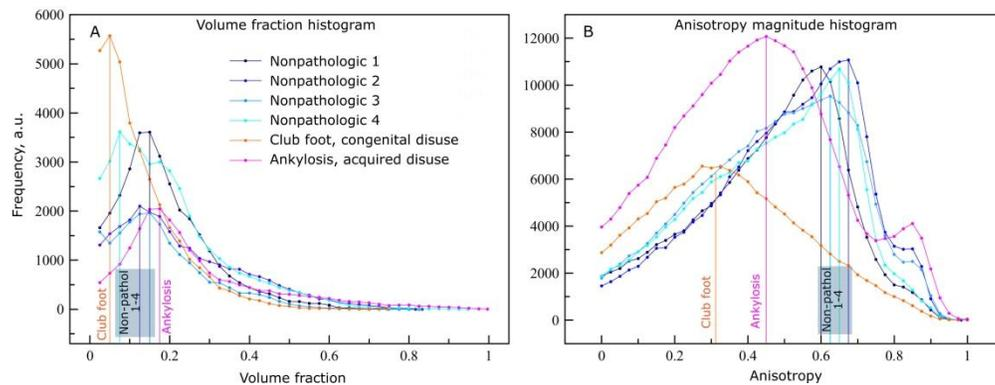 A
Volume fraction histogram
Nonpathologic 1
Nonpathologic 2
Nonpathologic 3
Nonpathologic 4
Club foot, congenital disuse
Ankylosis, acquired disuse
Frequency, a.u.
6000
5000
4000
3000
2000
1000
0
Club foot
Non-pathol
1-4
Ankylosis
0
0.2
0.4
0.6
0.8
1
Volume fraction
B
Anisotropy magnitude histogram
12000
10000
8000
6000
4000
2000
0
Club foot
Ankylosis
Non-pathol
1-4
0
0.2
0.4
0.6
0.8
1
Anisotropy